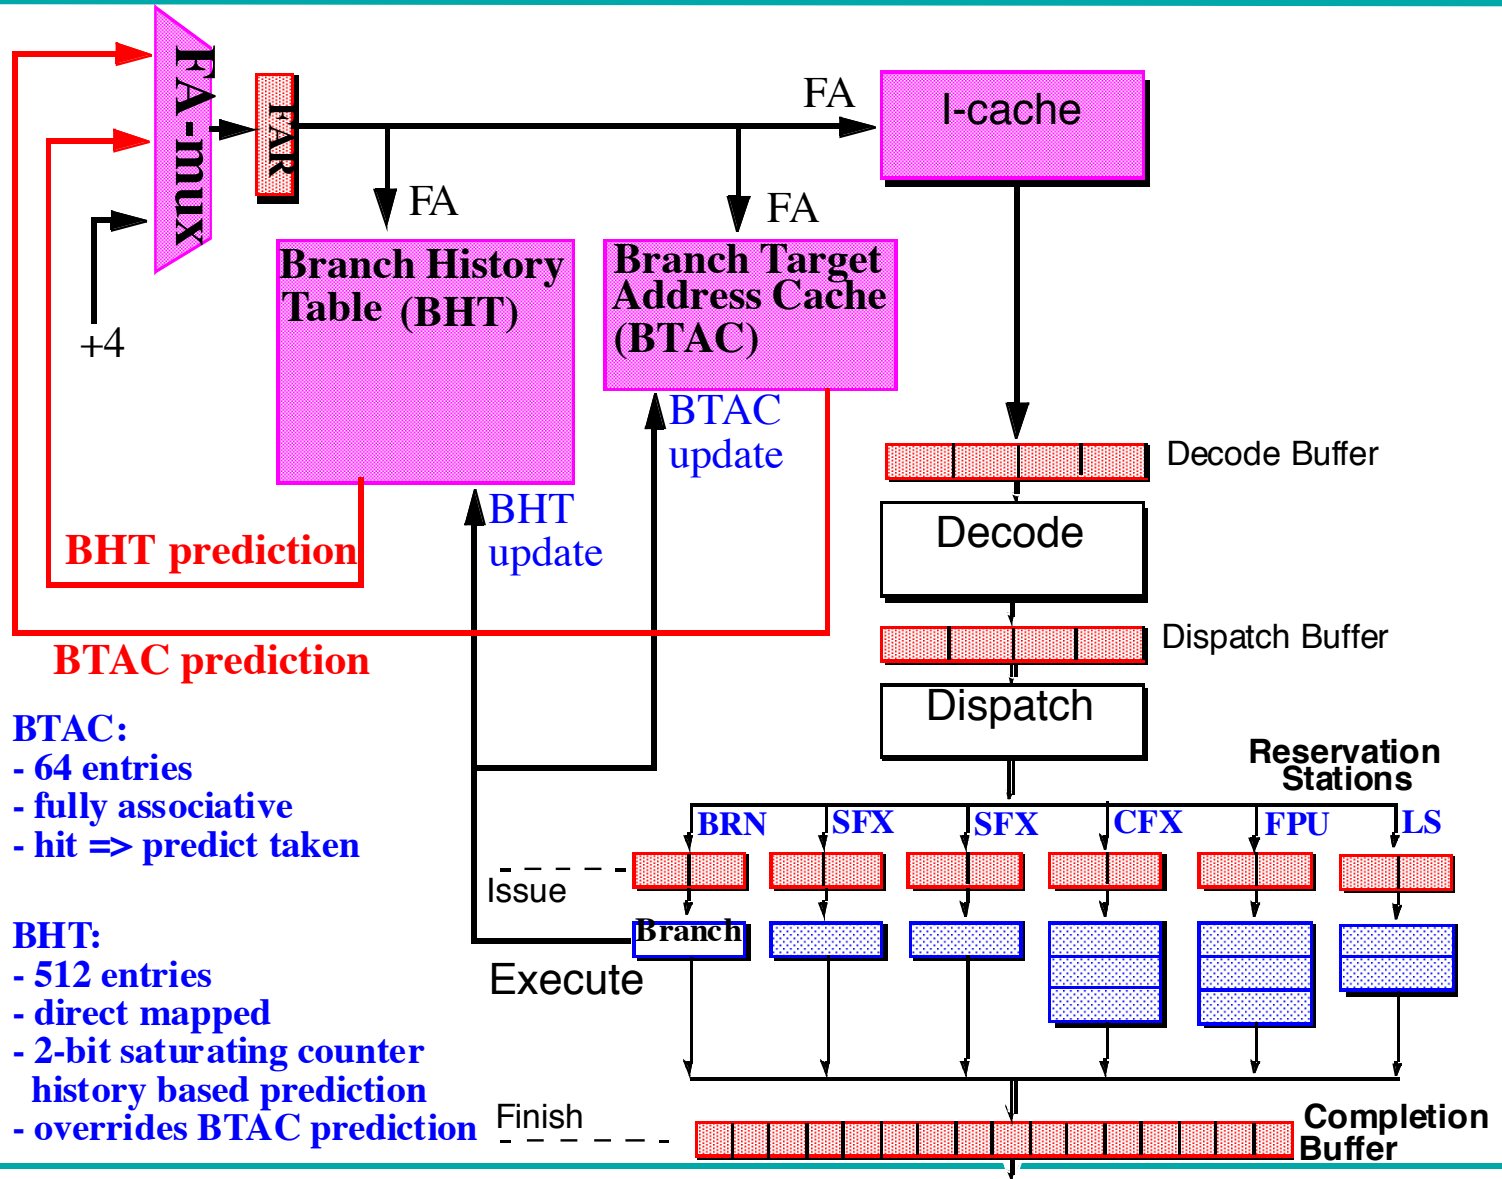 FA-mux
FAR
FA
I-cache
FA
FA
+4
Branch History
Table (BHT)
Branch Target
Address Cache
(BTAC)
BTAC
update
Decode Buffer
BHT
update
Decode
BHT prediction
Dispatch Buffer
BTAC prediction
Dispatch
BTAC:
- 64 entries
- fully associative
- hit => predict taken
Reservation
Stations
BRN
SFX
SFX
CFX
FPU
LS
Issue
Branch
Execute
BHT:
- 512 entries
- direct mapped
- 2-bit saturating counter
history based prediction
- overrides BTAC prediction
Finish
Completion
Buffer